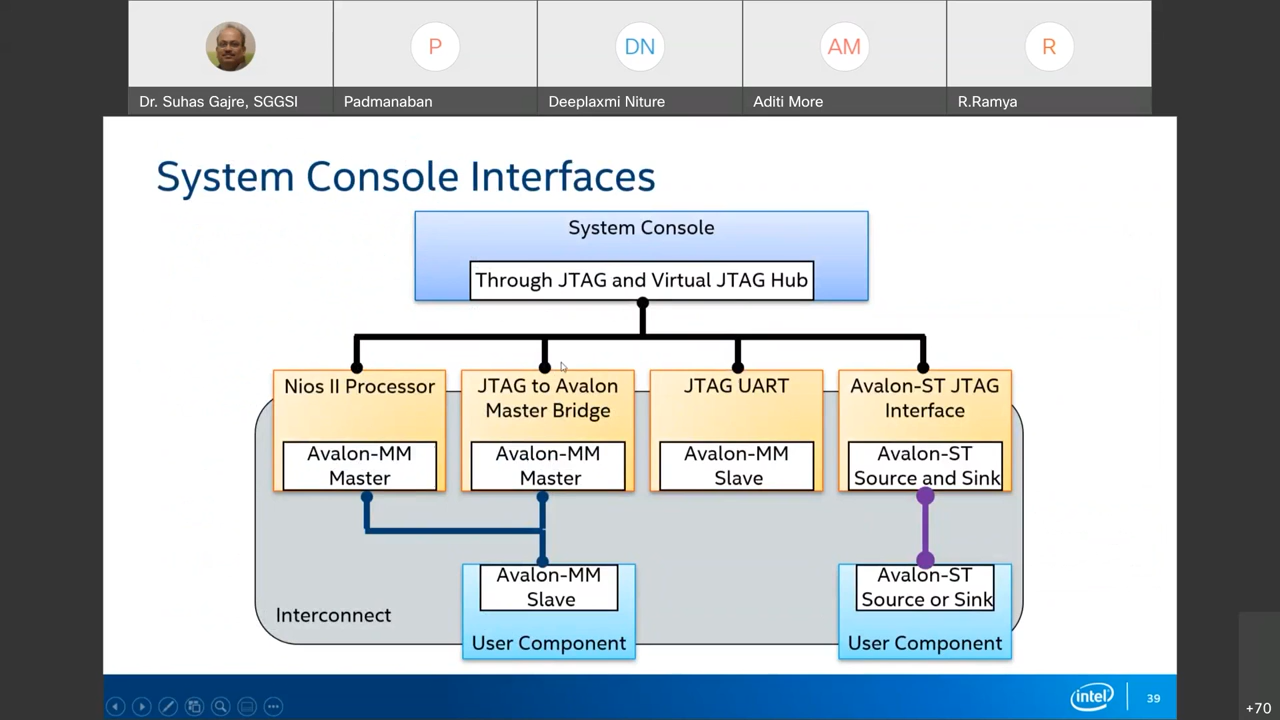 P
DN
AM
R
Dr. Suhas Gajre, SGGSI
Padmanaban
Deeplaxmi Niture
Aditi More
R.Ramya
System Console Interfaces
System Console
Through JTAG and Virtual JTAG Hub
Nios II Processor
Avalon-MM
Master
JTAG to Avalon
Master Bridge
Avalon-MM
Master
JTAG UART
Avalon-MM
Slave
Avalon-ST JTAG
Interface
Avalon-ST
Source and Sink
Interconnect
Avalon-MM
Slave
User Component
Avalon-ST
Source or Sink
User Component
intel
39
+70